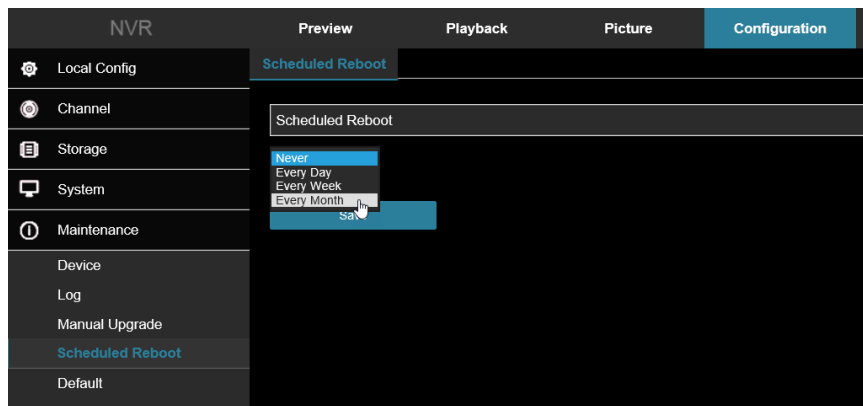 NVR Preview Playback Picture Configuration
Local Config
Channel
Storage
System
Maintenance
Device
Log
Manual Upgrade
Scheduled Reboot
Default
Scheduled Reboot
Scheduled Reboot
Never
Every Day
Every Week
Every Month